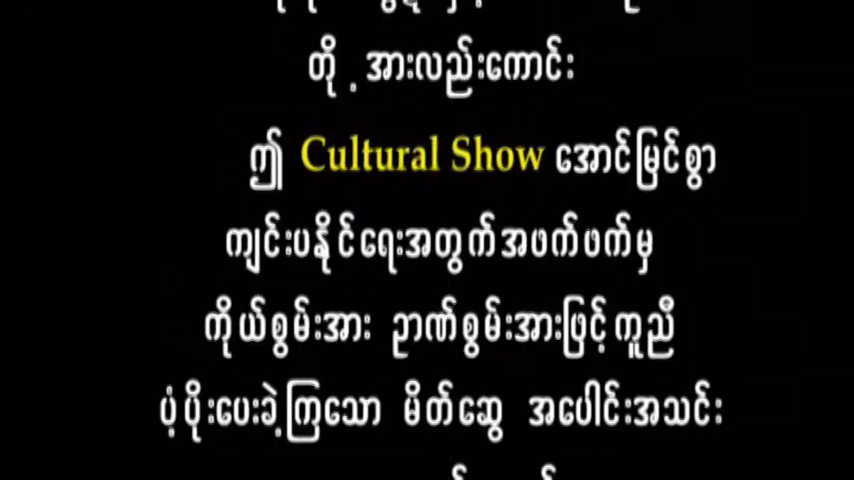 တို့ အားလည်းကောင်း
ဤ Cultural Show အောင်မြင်စွာ
ကျင်းပနိုင်ရေးအတွက်အဖက်ဖက်မှ
ကိုယ်စွမ်းအား ဉာဏ်စွမ်းအားဖြင့်ကူညီ
ပံ့ပိုးပေးခဲ့ကြသော မိတ်ဆွေ အပေါင်းအသင်း